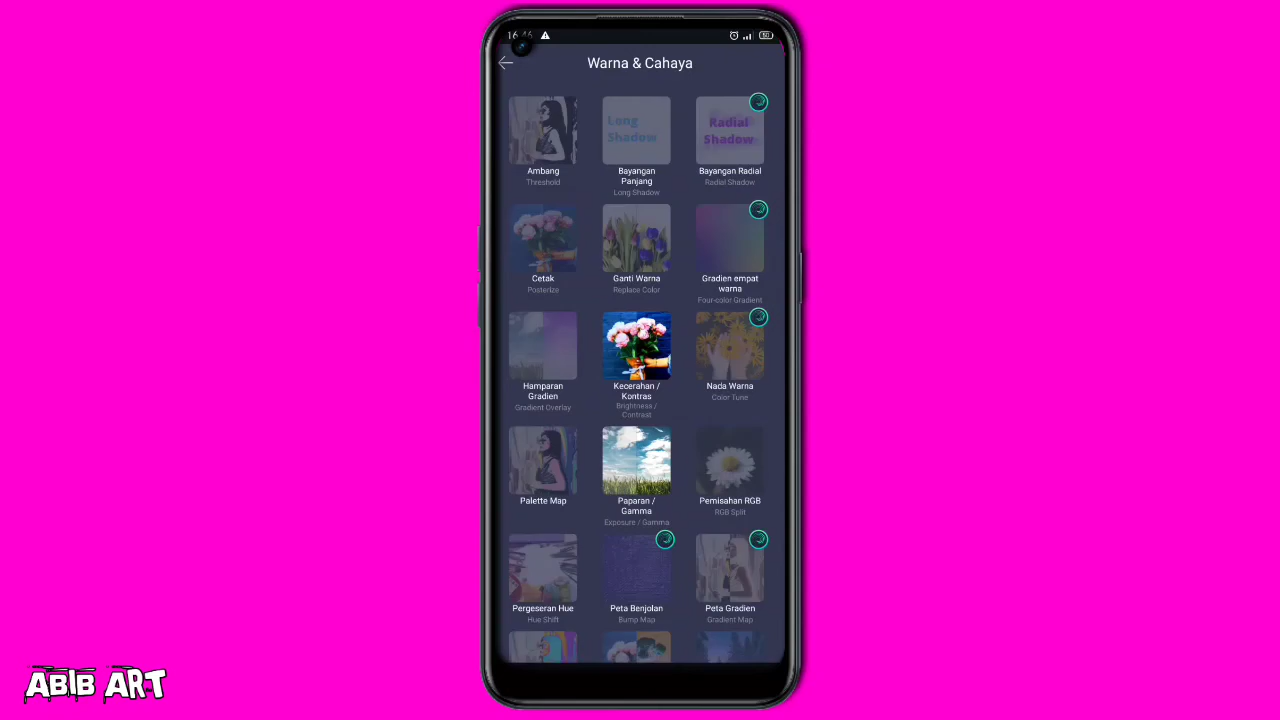 16:46
50
Warna & Cahaya
Long
Shadow
Radial
Shadow
Ambang
Threshold
Bayangan
Panjang
Long Shadow
Bayangan Radial
Radial Shadow
Cetak
Posterize
Ganti Warna
Replace Color
Gradien empat
warna
Four-color Gradient
Hamparan
Gradien
Gradient Overlay
Kecerahan /
Kontras
Brightness /
Contrast
Nada Warna
Color Tune
Palette Map
Paparan /
Gamma
Exposure / Gamma
Pemisahan RGB
RGB Split
Pergeseran Hue
Hue Shift
Peta Benjolan
Bump Map
Peta Gradien
Gradient Map
ABIB ART